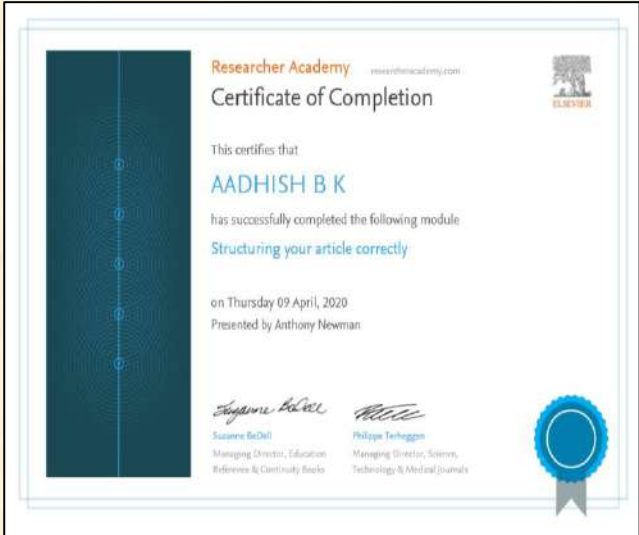 Researcher Academy researcheracademy.com
Certificate of Completion
ELSEVIER
This certifies that
AADHISH B K
has successfully completed the following module
Structuring your article correctly
on Thursday 09 April, 2020
Presented by Anthony Newman
Suzanne BeDell
Suzanne BeDell
Managing Director, Education
Reference & Continuity Books
Philippe Terheggen
Managing Director, Science,
Technology & Medical Journals